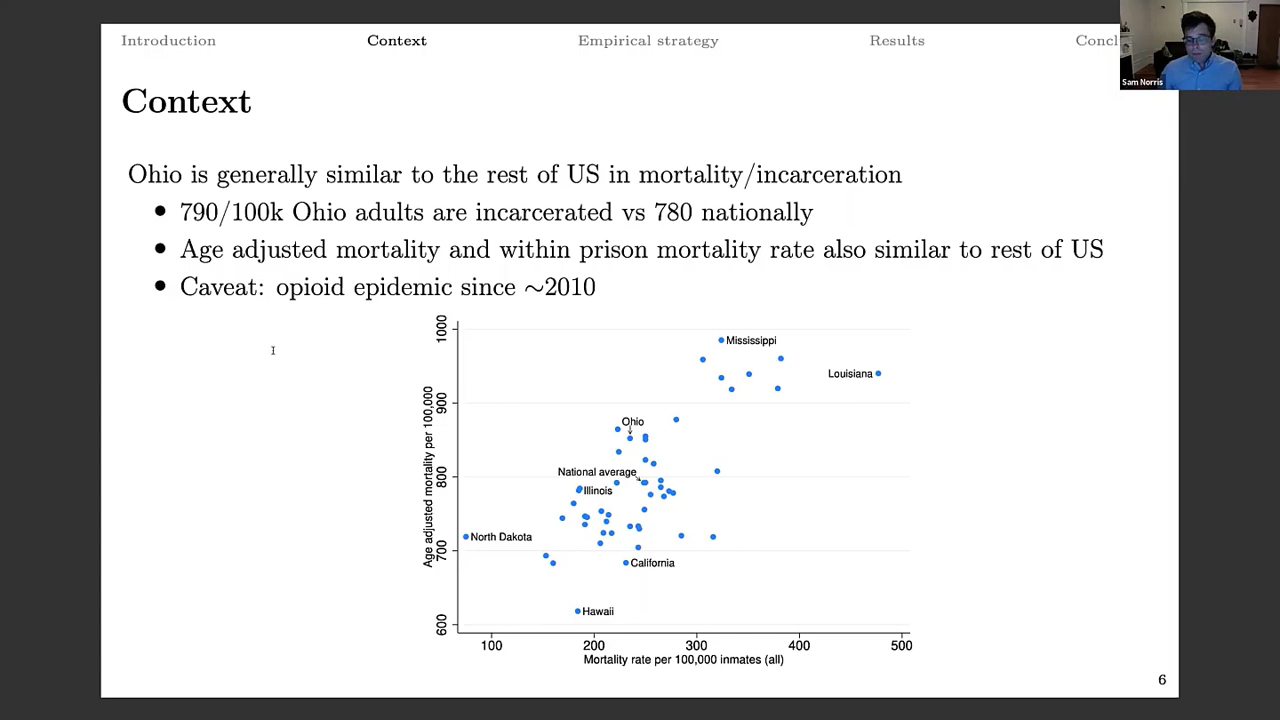 Introduction Context Empirical strategy Results Concl
Sam Norris
Context
Ohio is generally similar to the rest of US in mortality/incarceration
• 790/100k Ohio adults are incarcerated vs 780 nationally
• Age adjusted mortality and within prison mortality rate also similar to rest of US
• Caveat: opioid epidemic since ~2010
Age adjusted mortality per 100,000
1000
900
800
700
600
Mississippi
Louisiana
Ohio
National average
Illinois
North Dakota
California
Hawaii
100 200 300 400 500
Mortality rate per 100,000 inmates (all)
6